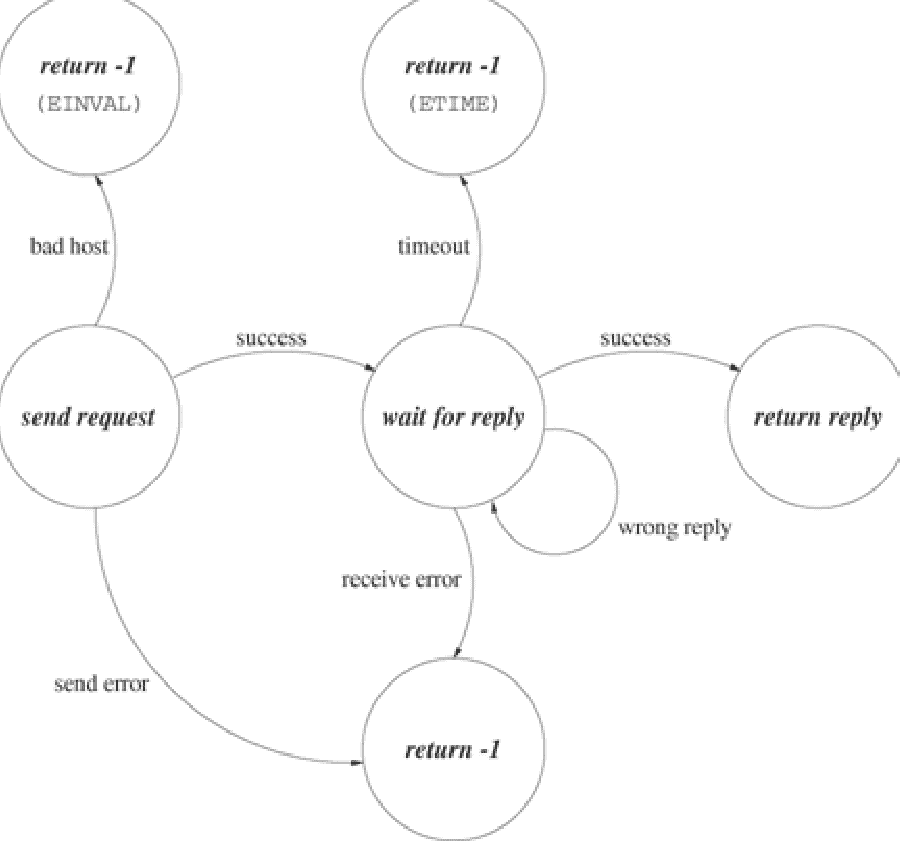 return -1
(EINVAL)
return -1
(ETIME)
bad host
timeout
success
success
send request
wait for reply
return reply
wrong reply
receive error
send error
return -1